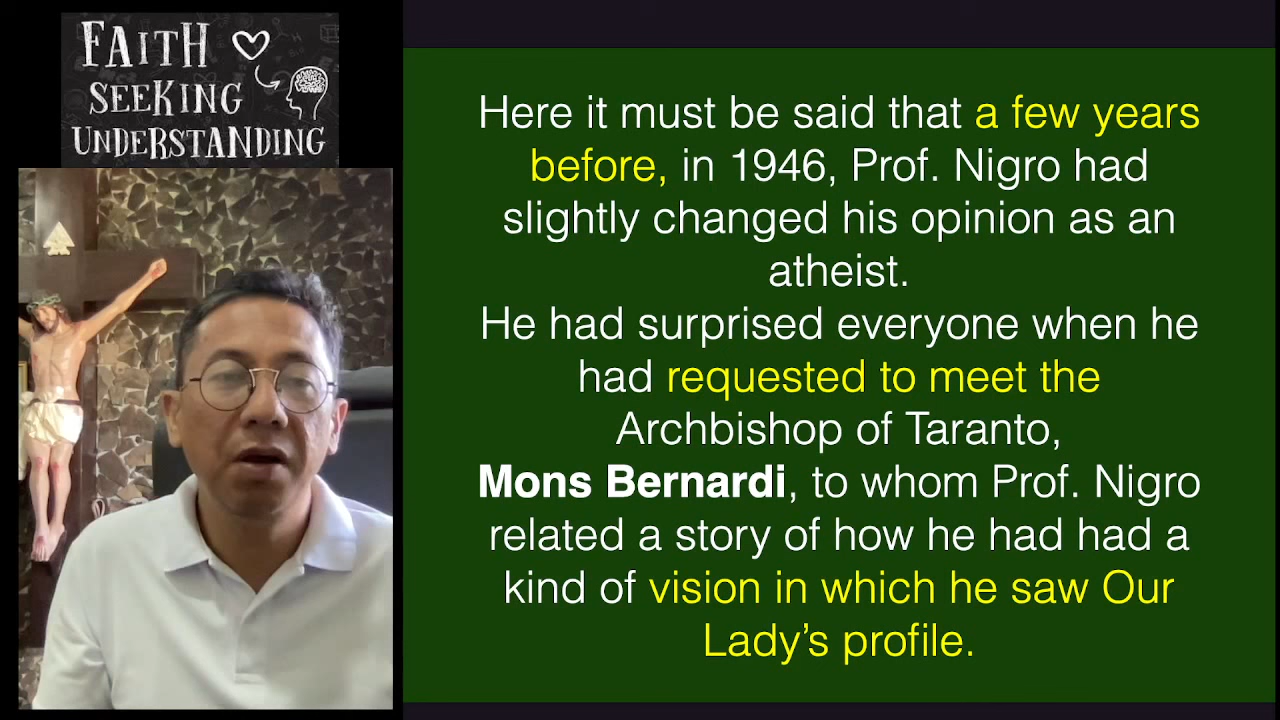 FAITH
SEEKING
UNDERSTANDING
Here it must be said that a few years
before, in 1946, Prof. Nigro had
slightly changed his opinion as an
atheist.
He had surprised everyone when he
had requested to meet the
Archbishop of Taranto,
Mons Bernardi, to whom Prof. Nigro
related a story of how he had had a
kind of vision in which he saw Our
Lady’s profile.